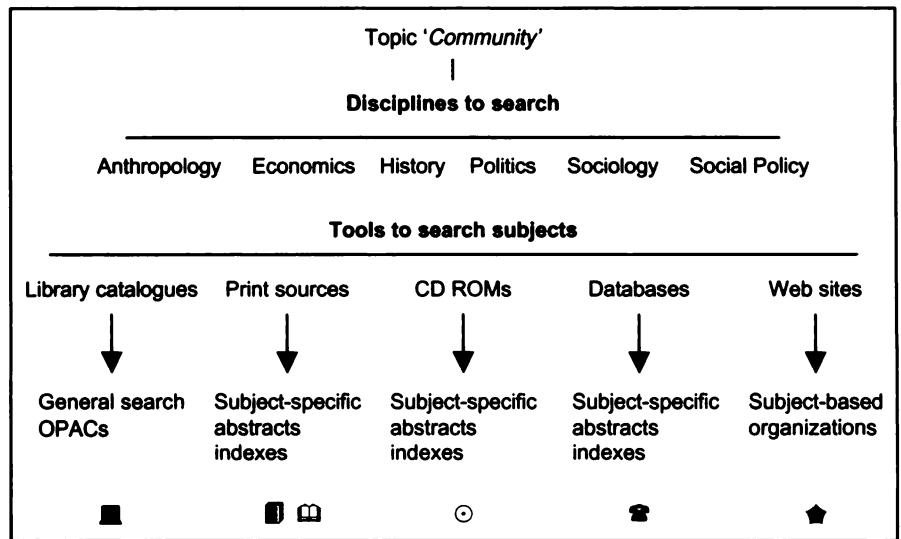 Topic ‘Community’
Disciplines to search
Anthropology Economics History Politics Sociology Social Policy
Tools to search subjects
Library catalogues Print sources CD ROMs Databases Web sites
General search Subject-specific Subject-specific Subject-specific Subject-based
OPACs abstracts abstracts abstracts organizations
indexes indexes indexes